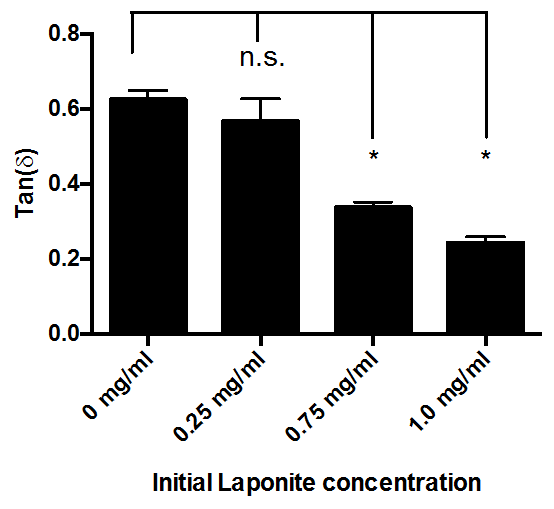 0.8
n.s.
0.6
* *
0.4
0.2
0.0
Tan(δ)
0 mg/ml
0.25 mg/ml
0.75 mg/ml
1.0 mg/ml
Initial Laponite concentration